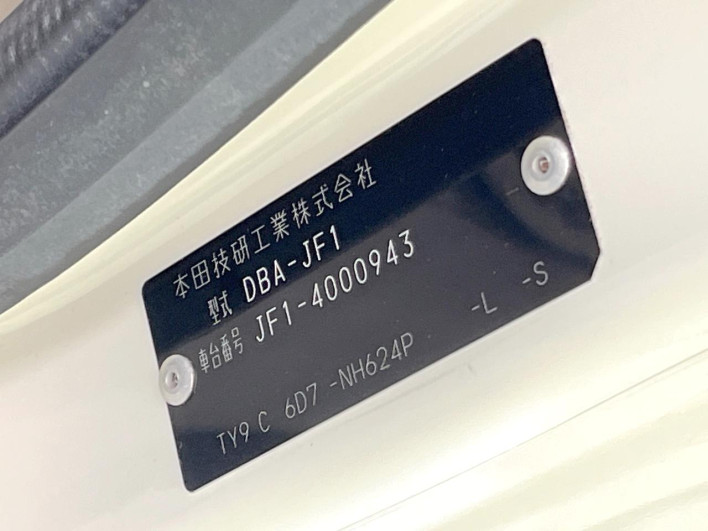 本田技研工業株式会社
型式 DBA-JF1
車台番号 JF1-4000943
TY9 C 6D7 -NH624P -L -S